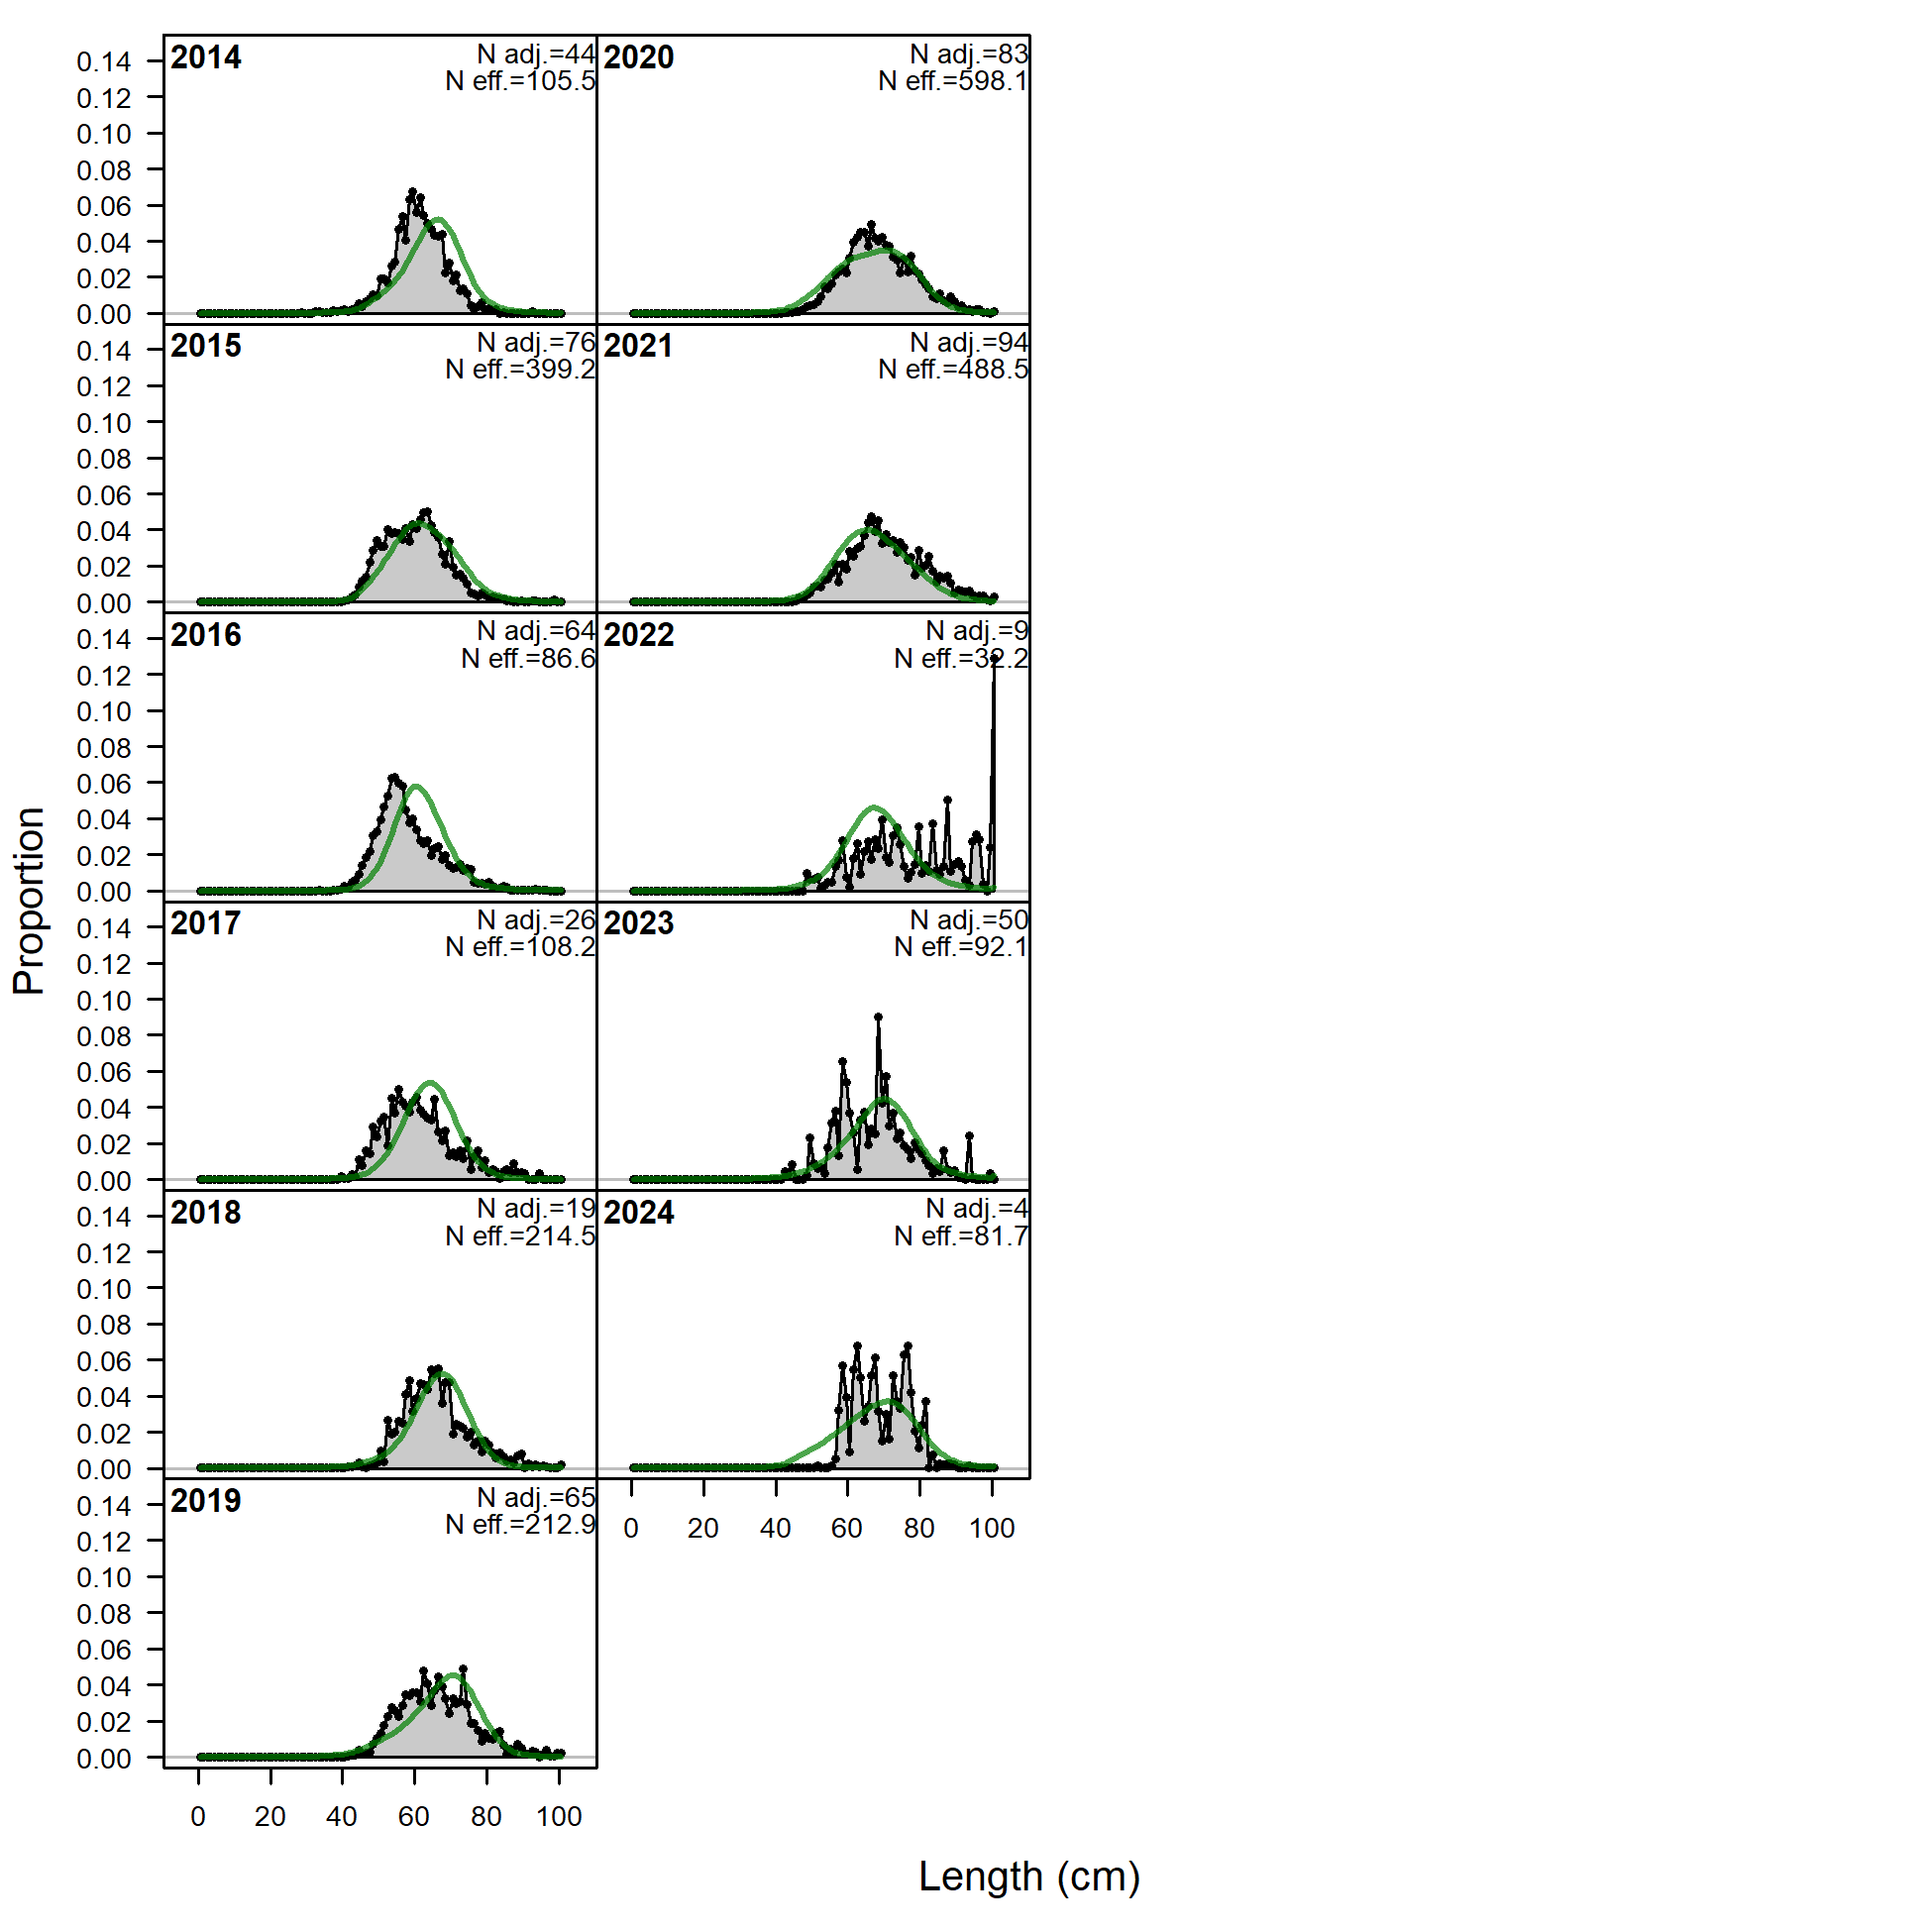 Proportion
2014
N adj.=44
N eff.=105.5
0.14
0.12
0.10
0.08
0.06
0.04
0.02
0.00
2015
N adj.=76
N eff.=399.2
0.14
0.12
0.10
0.08
0.06
0.04
0.02
0.00
2016
N adj.=64
N eff.=86.6
0.14
0.12
0.10
0.08
0.06
0.04
0.02
0.00
2017
N adj.=26
N eff.=108.2
0.14
0.12
0.10
0.08
0.06
0.04
0.02
0.00
2018
N adj.=19
N eff.=214.5
0.14
0.12
0.10
0.08
0.06
0.04
0.02
0.00
2019
N adj.=65
N eff.=212.9
0.14
0.12
0.10
0.08
0.06
0.04
0.02
0.00
0 20 40 60 80 100
2020
N adj.=83
N eff.=598.1
2021
N adj.=94
N eff.=488.5
2022
N adj.=9
N eff.=32.2
2023
N adj.=50
N eff.=92.1
2024
N adj.=4
N eff.=81.7
0 20 40 60 80 100
Length (cm)